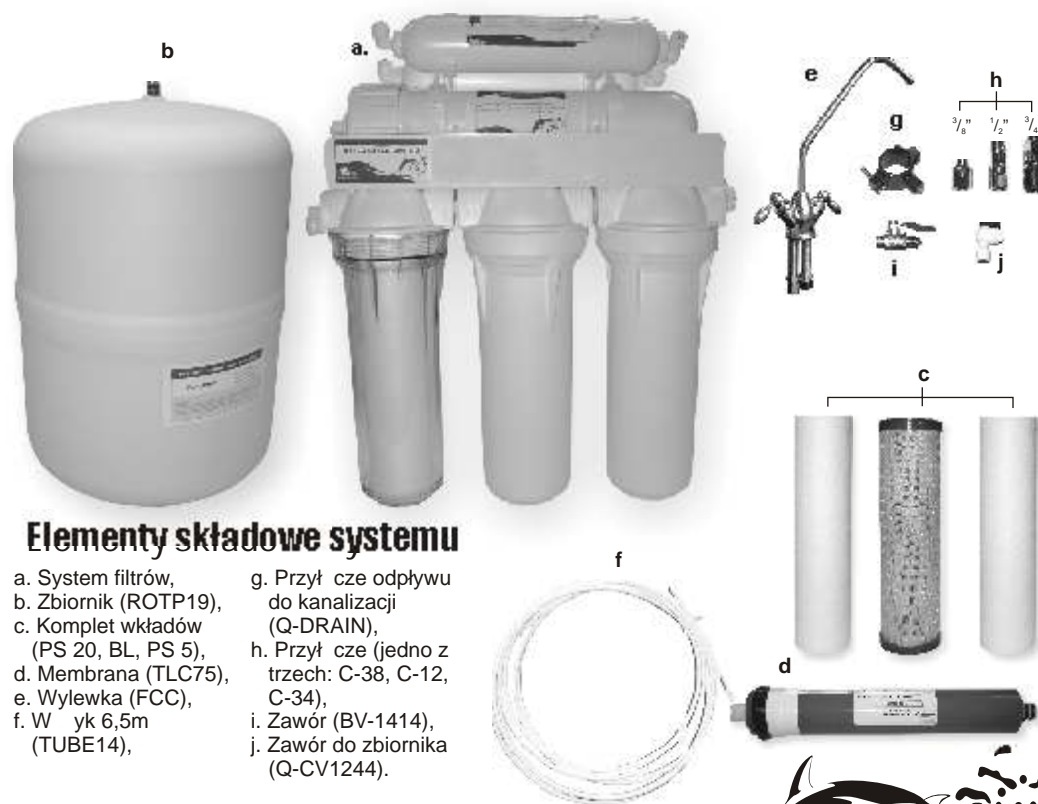 b
a.
e
h
g
3/8"
1/2"
3/4
i
j
c
Elementy składowe systemu
a. System filtrów,
b. Zbiornik (ROTP19),
c. Komplet wkładów
(PS 20, BL, PS 5),
d. Membrana (TLC75),
e. Wylewka (FCC),
f. W yk 6,5m
(TUBE14),
g. Przył cze odpływu
do kanalizacji
(Q-DRAIN),
h. Przył cze (jedno z
trzech: C-38, C-12,
C-34),
i. Zawór (BV-1414),
j. Zawór do zbiornika
(Q-CV1244).
f
d